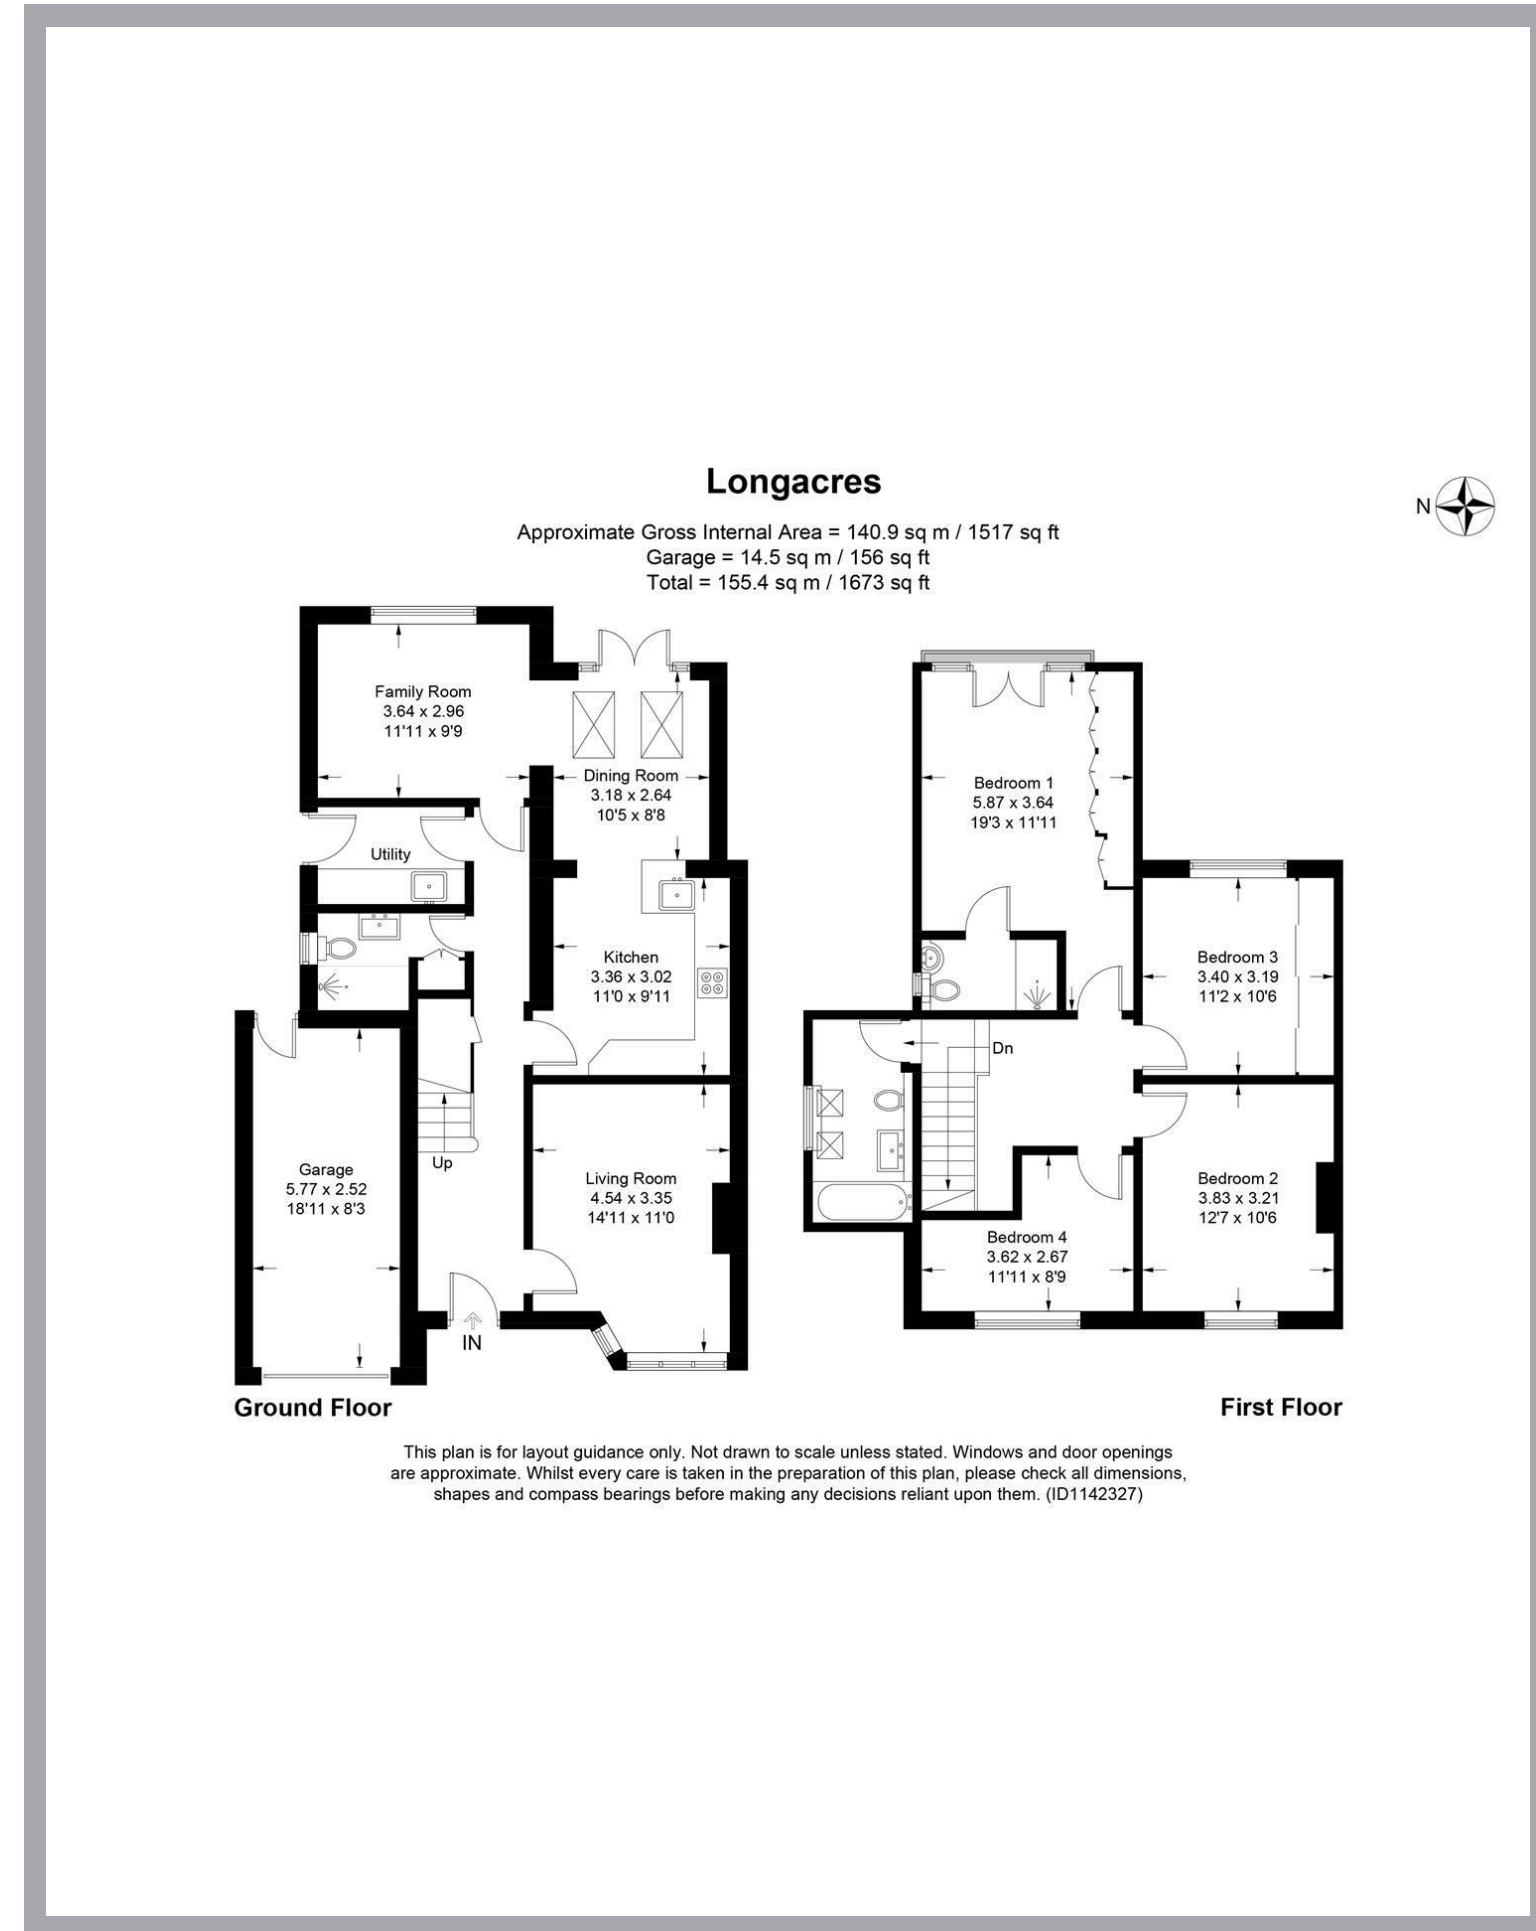 Longacres
N
Approximate Gross Internal Area = 140.9 sq m / 1517 sq ft
Garage = 14.5 sq m / 156 sq ft
Total = 155.4 sq m / 1673 sq ft
Family Room
3.64 x 2.96
11'11 x 9'9
Dining Room
3.18 x 2.64
10'5 x 8'8
Utility
Kitchen
3.36 x 3.02
11'0 x 9'11
Garage
5.77 x 2.52
18'11 x 8'3
Up
Living Room
4.54 x 3.35
14'11 x 11'0
IN
Ground Floor
Bedroom 1
5.87 x 3.64
19'3 x 11'11
Bedroom 3
3.40 x 3.19
11'2 x 10'6
Dn
Bedroom 2
3.83 x 3.21
12'7 x 10'6
Bedroom 4
3.62 x 2.67
11'11 x 8'9
First Floor
This plan is for layout guidance only. Not drawn to scale unless stated. Windows and door openings
are approximate. Whilst every care is taken in the preparation of this plan, please check all dimensions,
shapes and compass bearings before making any decisions reliant upon them. (ID1142327)